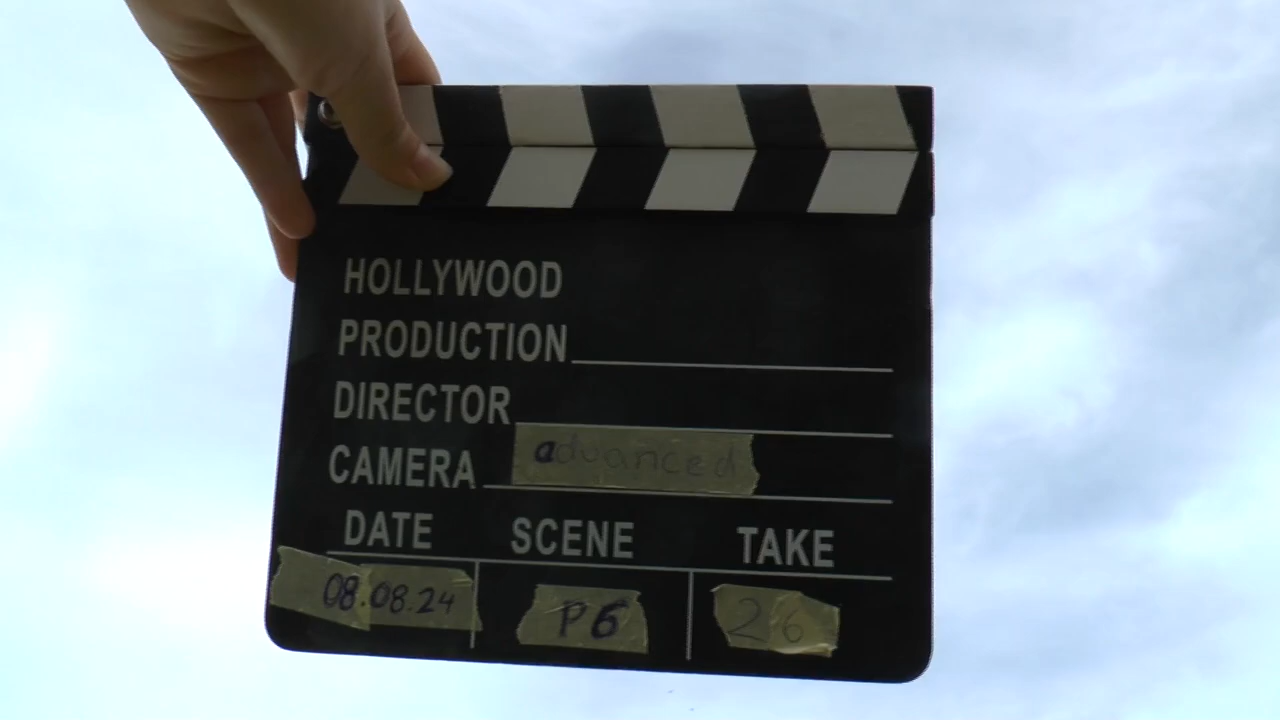 HOLLYWOOD
PRODUCTION
DIRECTOR
CAMERA advanced
DATE SCENE TAKE
08.08.24 P6 26